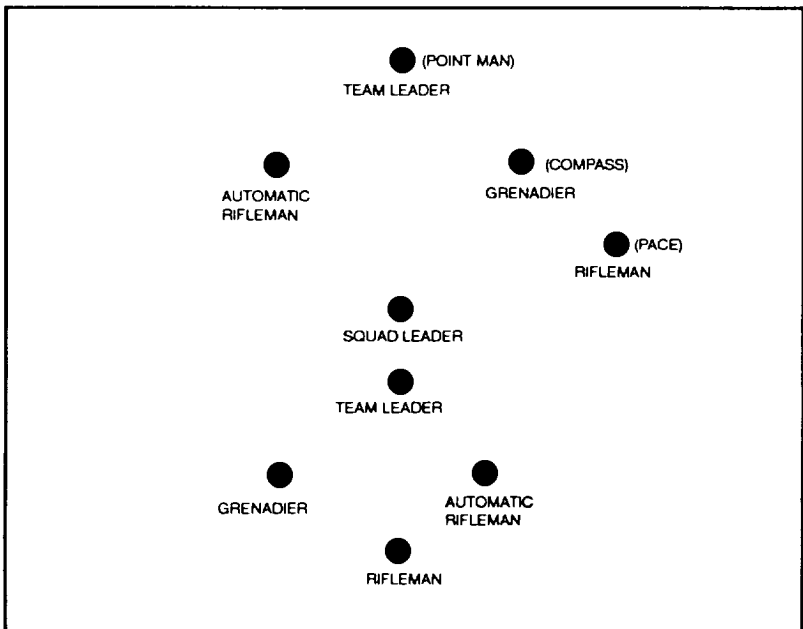 (POINT MAN)
TEAM LEADER
AUTOMATIC
RIFLEMAN
(COMPASS)
GRENADIER
(PACE)
RIFLEMAN
SQUAD LEADER
TEAM LEADER
GRENADIER
AUTOMATIC
RIFLEMAN
RIFLEMAN